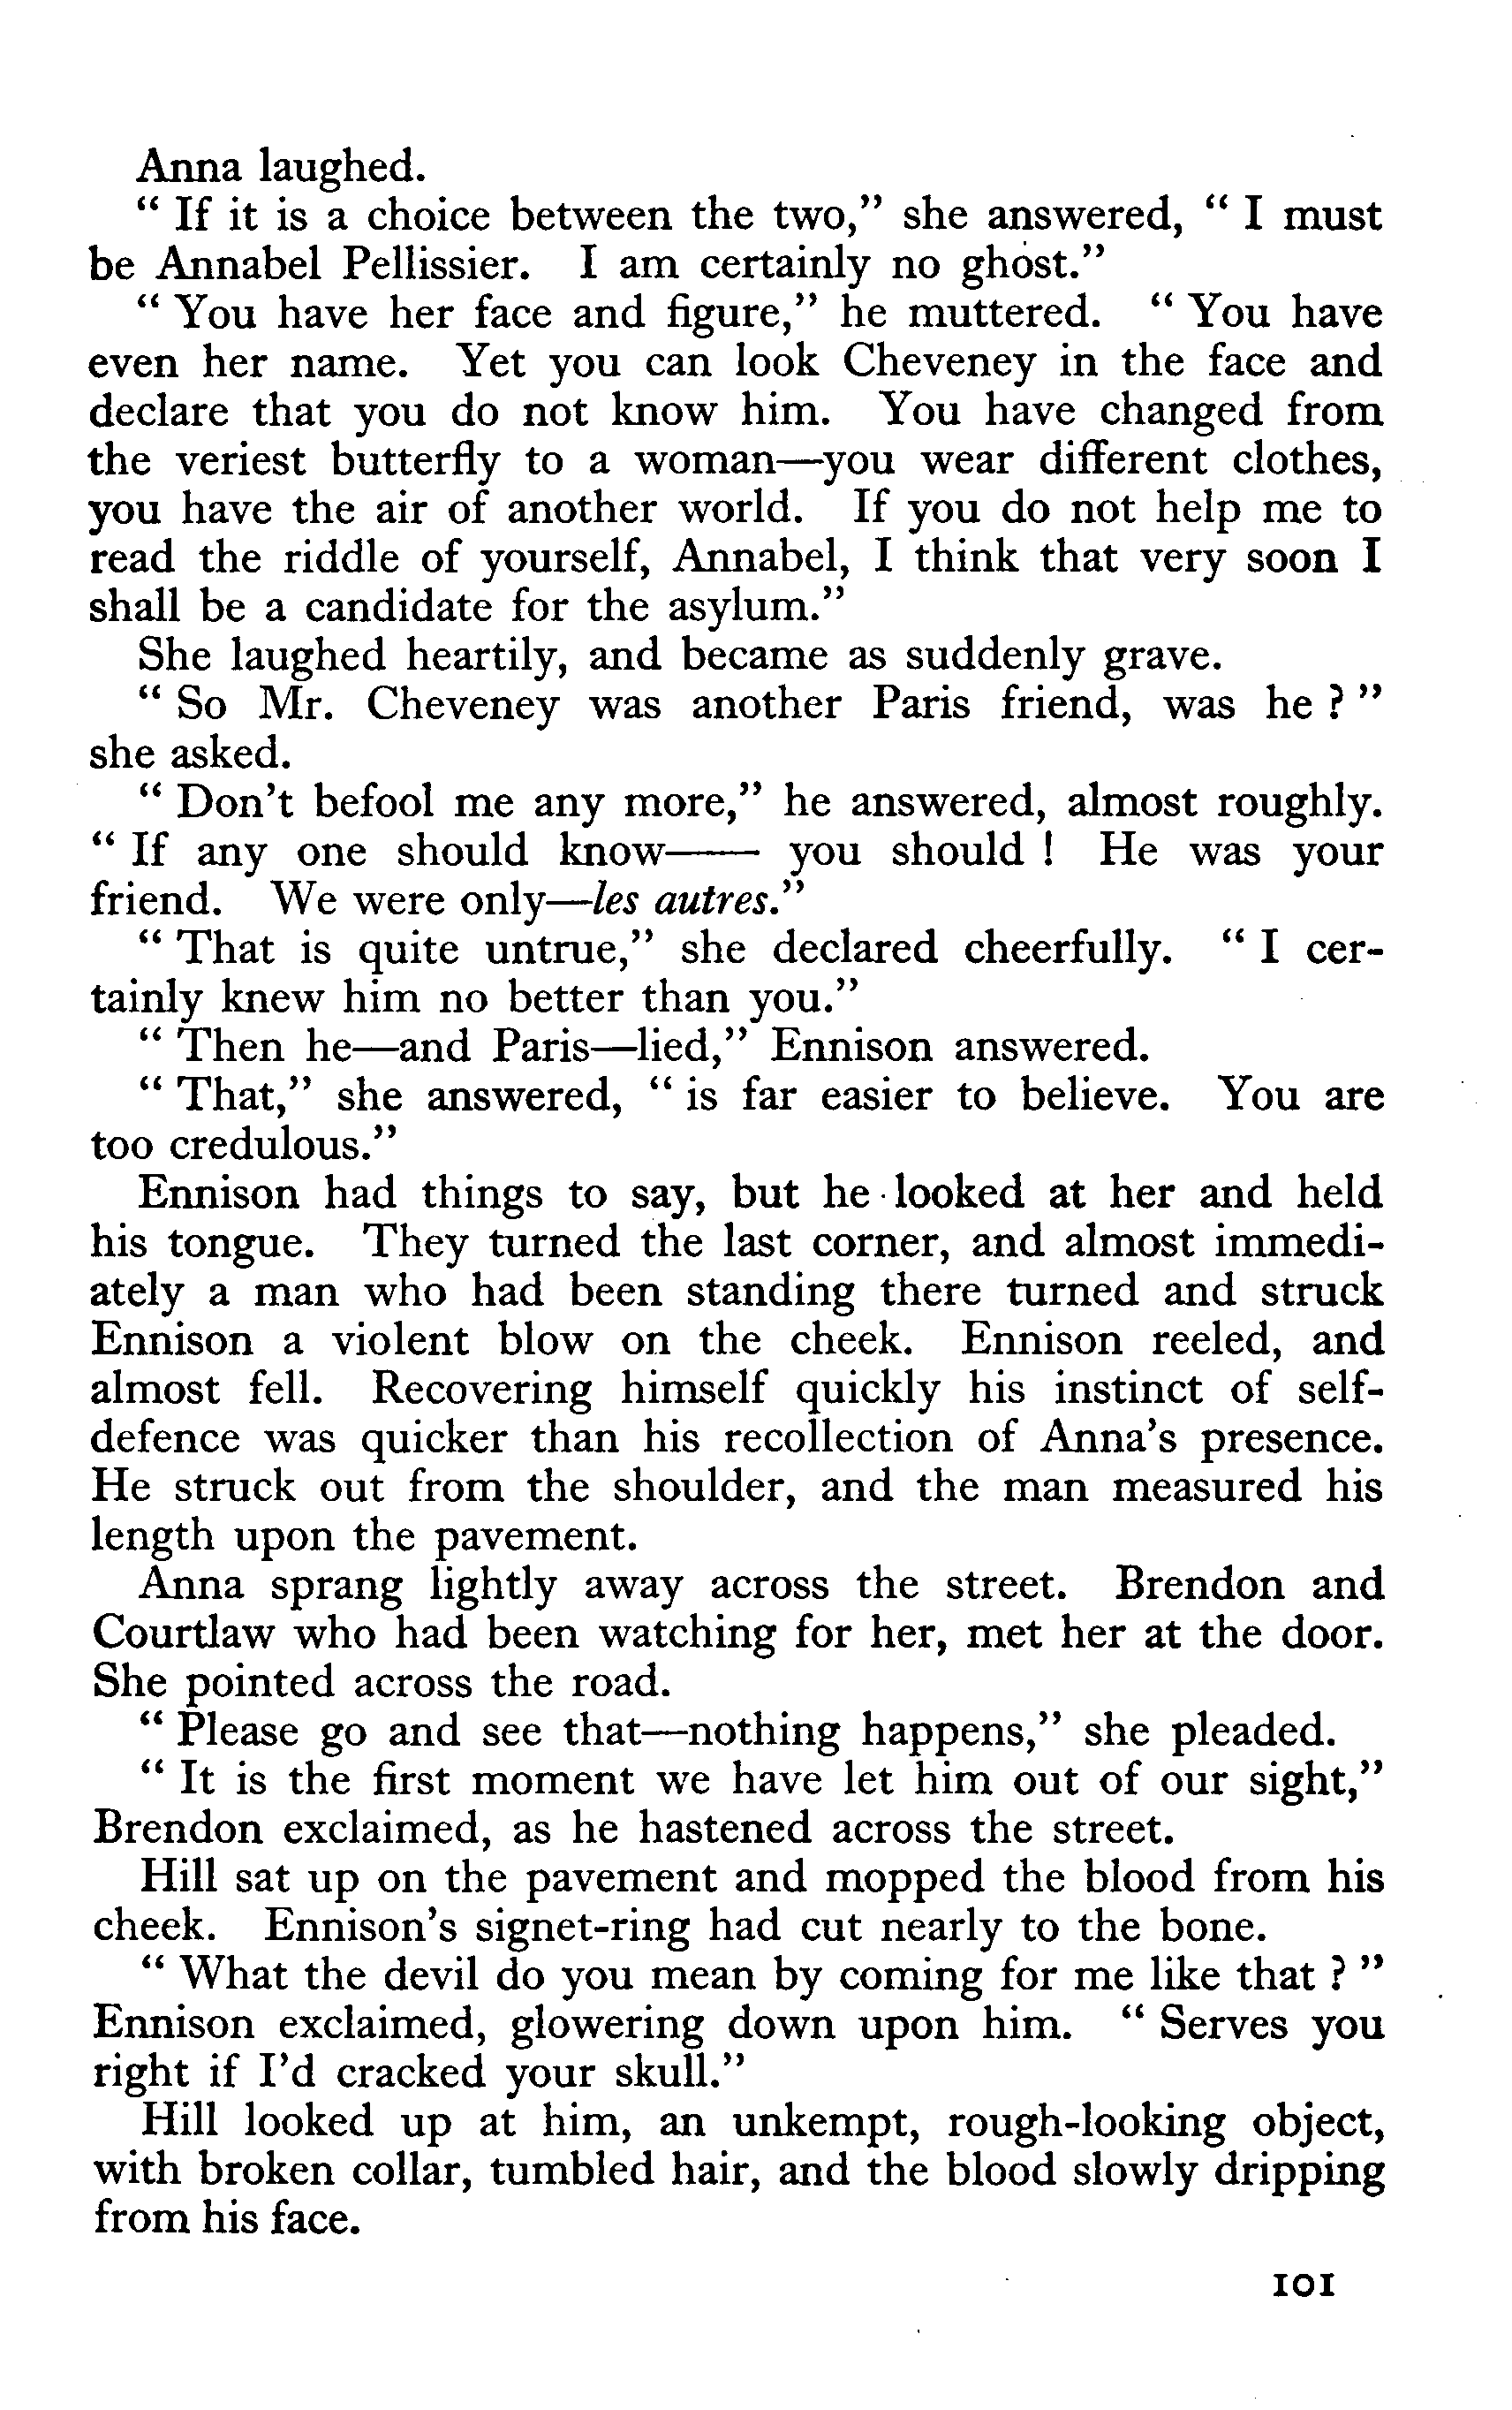 Anna laughed.
" If it is a choice between the two," she answered, " I must
be Annabel Pellissier. I am certainly no ghost."
" You have her face and figure," he muttered. " You have
even her name. Yet you can look Cheveney in the face and
declare that you do not know him. You have changed from
the veriest butterfly to a woman—you wear different clothes,
you have the air of another world. If you do not help me to
read the riddle of yourself, Annabel, I think that very soon I
shall be a candidate for the asylum."
She laughed heartily, and became as suddenly grave.
" So Mr. Cheveney was another Paris friend, was he ? "
she asked.
" Don't befool me any more," he answered, almost roughly.
" If any one should know—— you should ! He was your
friend. We were only—les autres."
" That is quite untrue," she declared cheerfully. " I cer-
tainly knew him no better than you."
" Then he—and Paris—lied," Ennison answered.
" That," she answered, " is far easier to believe. You are
too credulous."
Ennison had things to say, but he looked at her and held
his tongue. They turned the last corner, and almost immedi-
ately a man who had been standing there turned and struck
Ennison a violent blow on the cheek. Ennison reeled, and
almost fell. Recovering himself quickly his instinct of self-
defence was quicker than his recollection of Anna's presence.
He struck out from the shoulder, and the man measured his
length upon the pavement.
Anna sprang lightly away across the street. Brendon and
Courtlaw who had been watching for her, met her at the door.
She pointed across the road.
" Please go and see that—nothing happens," she pleaded.
" It is the first moment we have let him out of our sight,"
Brendon exclaimed, as he hastened across the street.
Hill sat up on the pavement and mopped the blood from his
cheek. Ennison's signet-ring had cut nearly to the bone.
" What the devil do you mean by coming for me like that ? "
Ennison exclaimed, glowering down upon him. " Serves you
right if I'd cracked your skull."
Hill looked up at him, an unkempt, rough-looking object,
with broken collar, tumbled hair, and the blood slowly dripping
from his face.
101